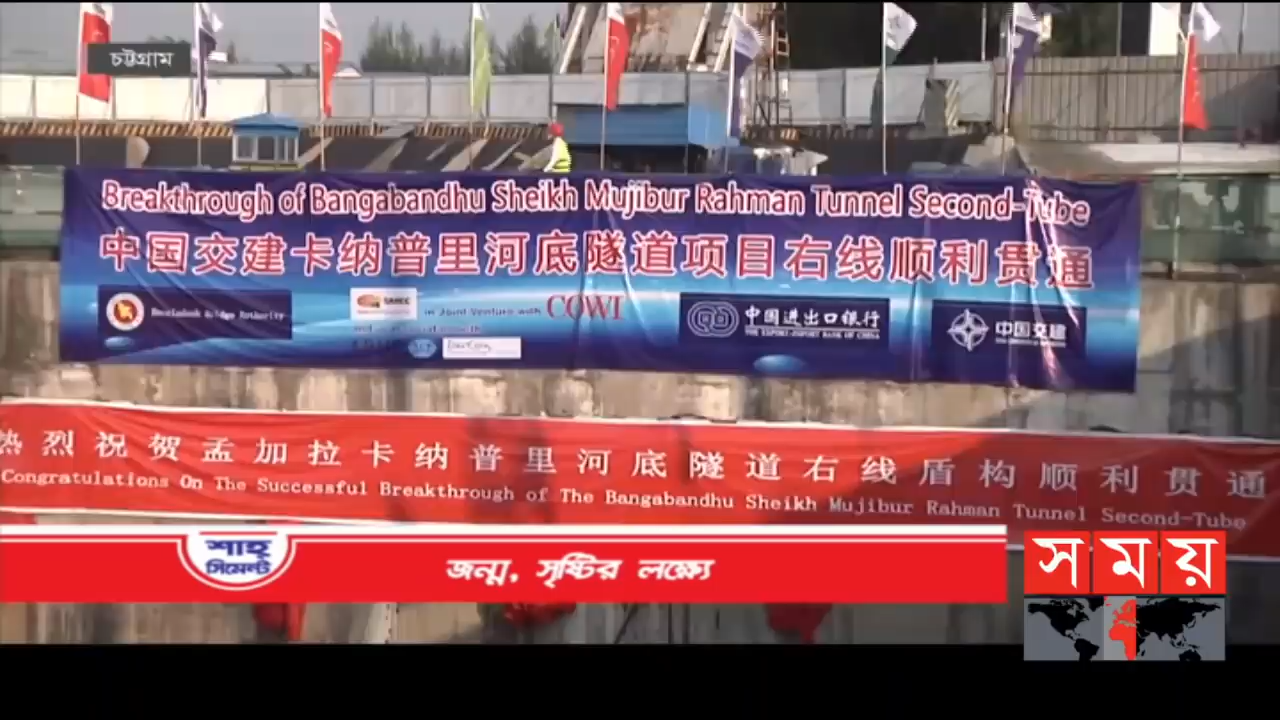 চট্টগ্রাম
Breakthrough of Bangabandhu Sheikh Mujibur Rahman Tunnel Second-Tube
中国交建卡纳普里河底隧道项目右线顺利贯通
Bangladesh Bridge Authority
SMEC
in Joint Venture with COWI
中国进出口银行
THE EXPORT-IMPORT BANK OF CHINA
中国交建
热烈祝贺孟加拉卡纳普里河底隧道右线盾构顺利贯通
Congratulations On The Successful Breakthrough of The Bangabandhu Sheikh Mujibur Rahman Tunnel Second-Tube
শাহ্
সিমেন্ট
জন্ম, সৃষ্টির লক্ষ্যে
সময়